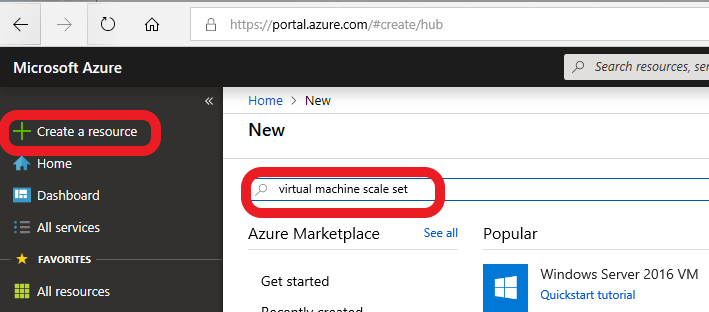 https://portal.azure.com/#create/hub
Microsoft Azure
Search resources, ser
«
Create a resource
Home
Dashboard
All services
FAVORITES
All resources
Home > New
New
virtual machine scale set
Azure Marketplace See all
Get started
Recently created
Popular
Windows Server 2016 VM
Quickstart tutorial